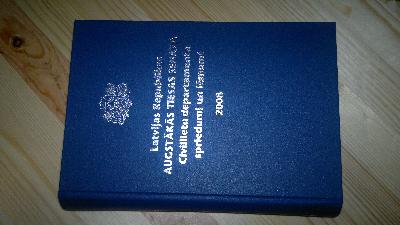 Latvijas Republikas
AUGSTĀKĀS TIESAS SENĀTA
Civillietu departamenta
spriedumi un lēmumi
2008